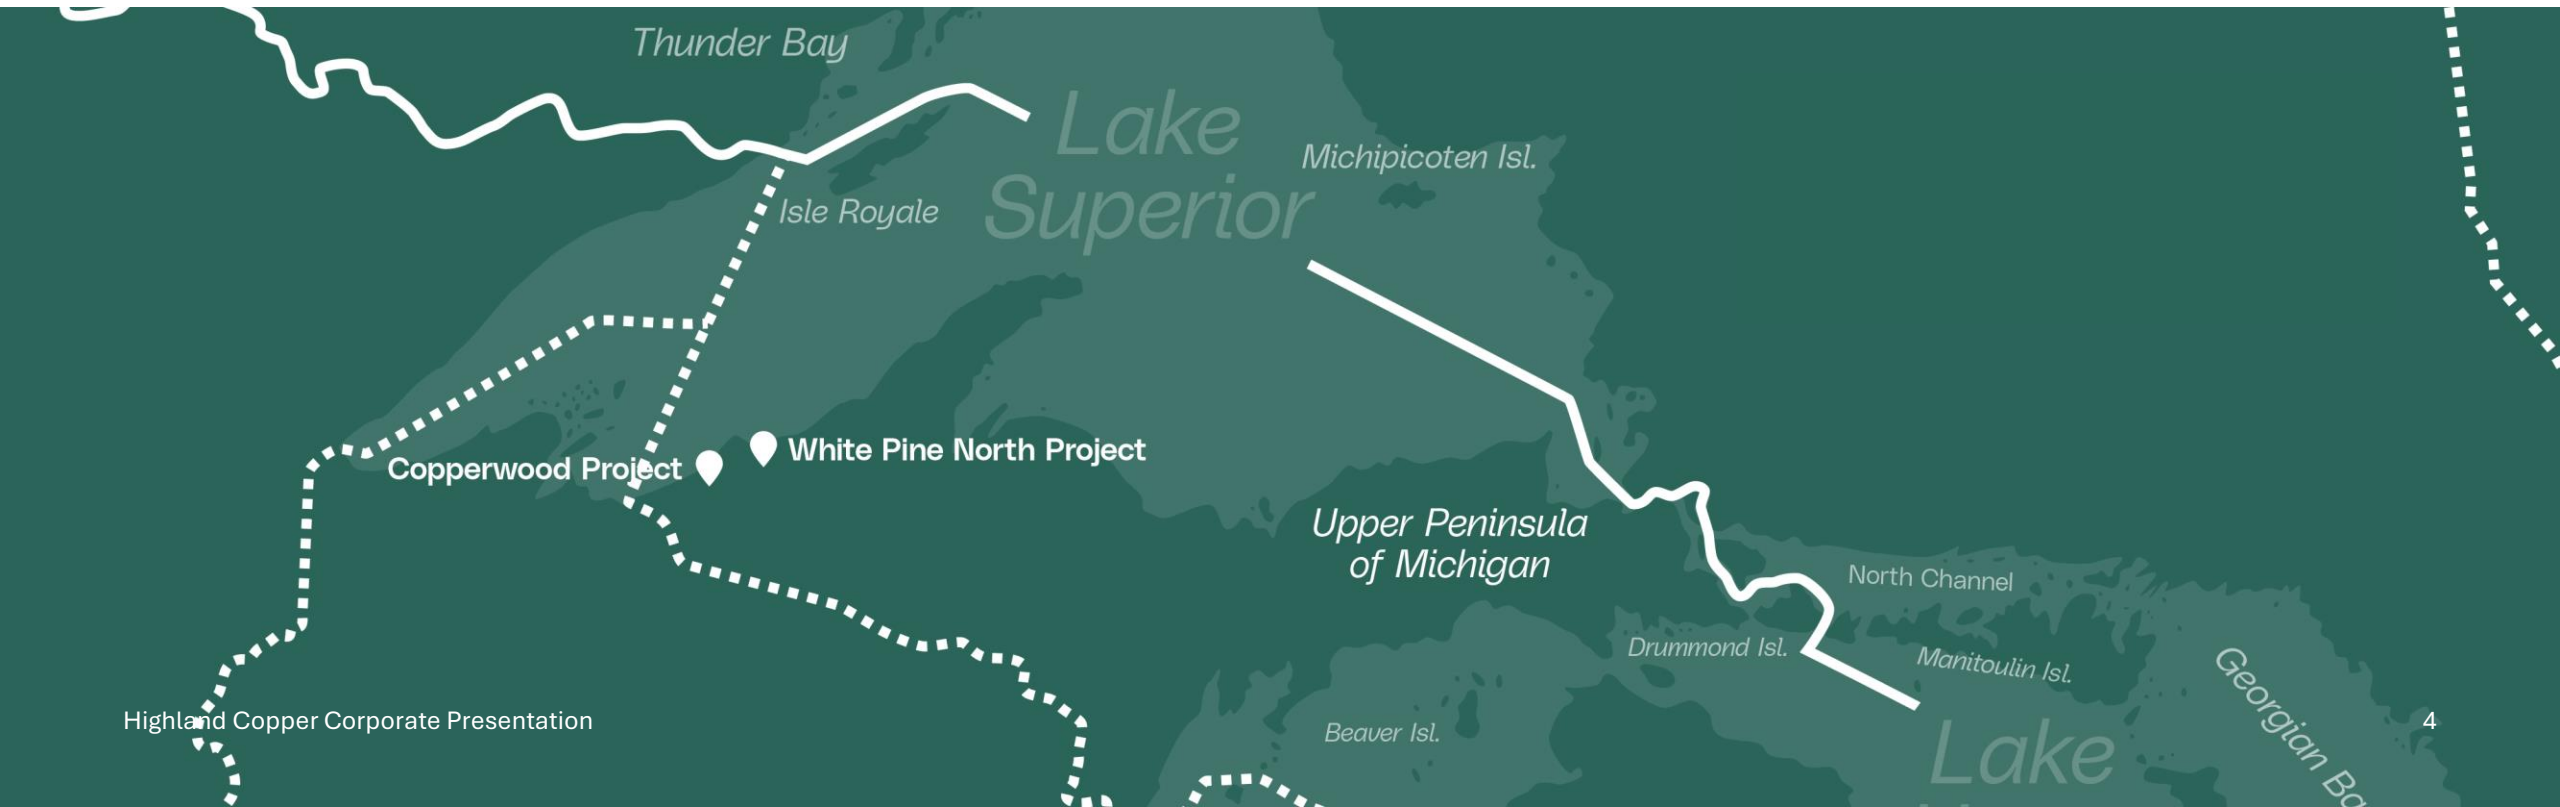 Thunder Bay
Lake
Superior
Michipicoten Isl.
Isle Royale
White Pine North Project
Copperwood Project
Upper Peninsula
of Michigan
North Channel
Drummond Isl.
Manitoulin Isl.
Georgian
Beaver Isl.
Lake
Highland Copper Corporate Presentation
4